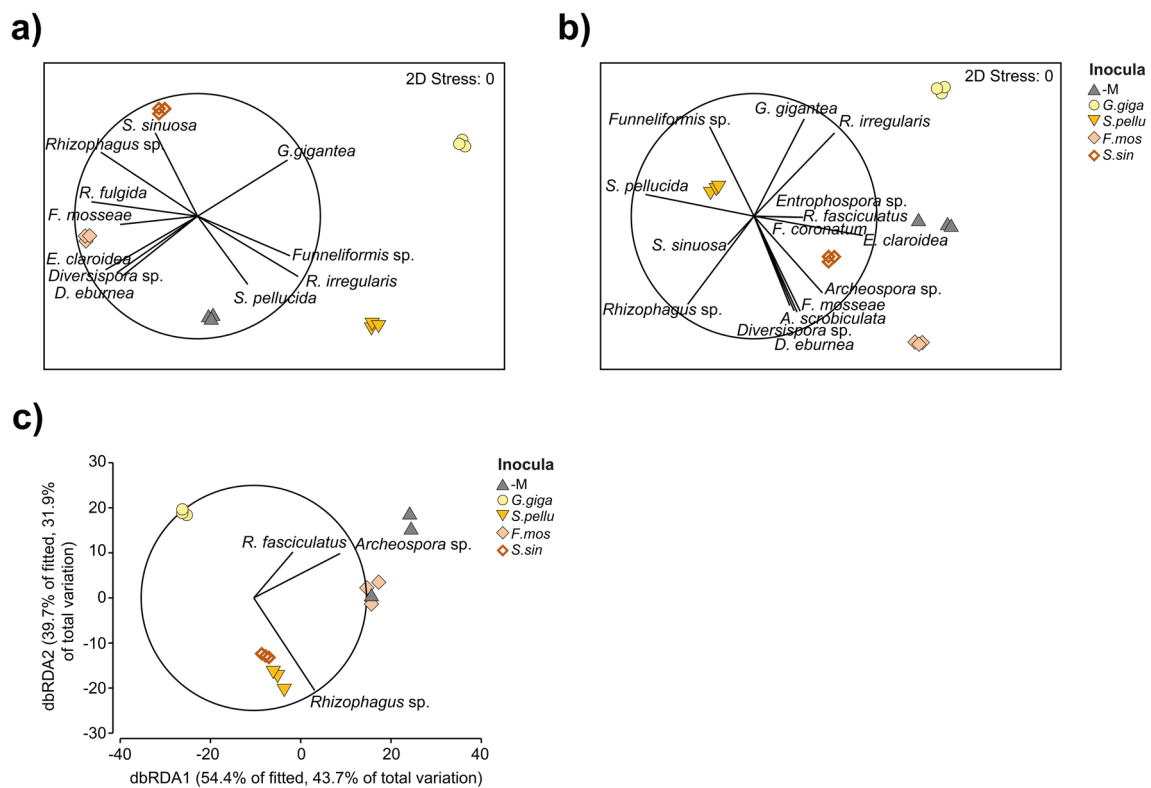 a)
2D Stress: 0
S. sinuosa
Rhizophagus sp.
G.gigantea
R. fulgida
F. mosseae
E. claroidea
Diversispora sp.
D. eburnea
Funneliformis sp.
R. irregularis
S. pellucida
b)
2D Stress: 0
G. gigantea
Funneliformis sp.
R. irregularis
S. pellucida
Entrophospora sp.
R. fasciculatus
F. coronatum
E. claroidea
S. sinuosa
Archeospora sp.
Rhizophagus sp.
F. mosseae
A. scrobiculata
Diversispora sp.
D. eburnea
Inocula
-M
G.giga
S.pellu
F.mos
S.sin
c)
30
20
10
0
-10
-20
-30
dbRDA2 (39.7% of fitted, 31.9%
of total variation)
R. fasciculatus
Archeospora sp.
Rhizophagus sp.
-40
-20
0
20
40
dbRDA1 (54.4% of fitted, 43.7% of total variation)
Inocula
-M
G.giga
S.pellu
F.mos
S.sin